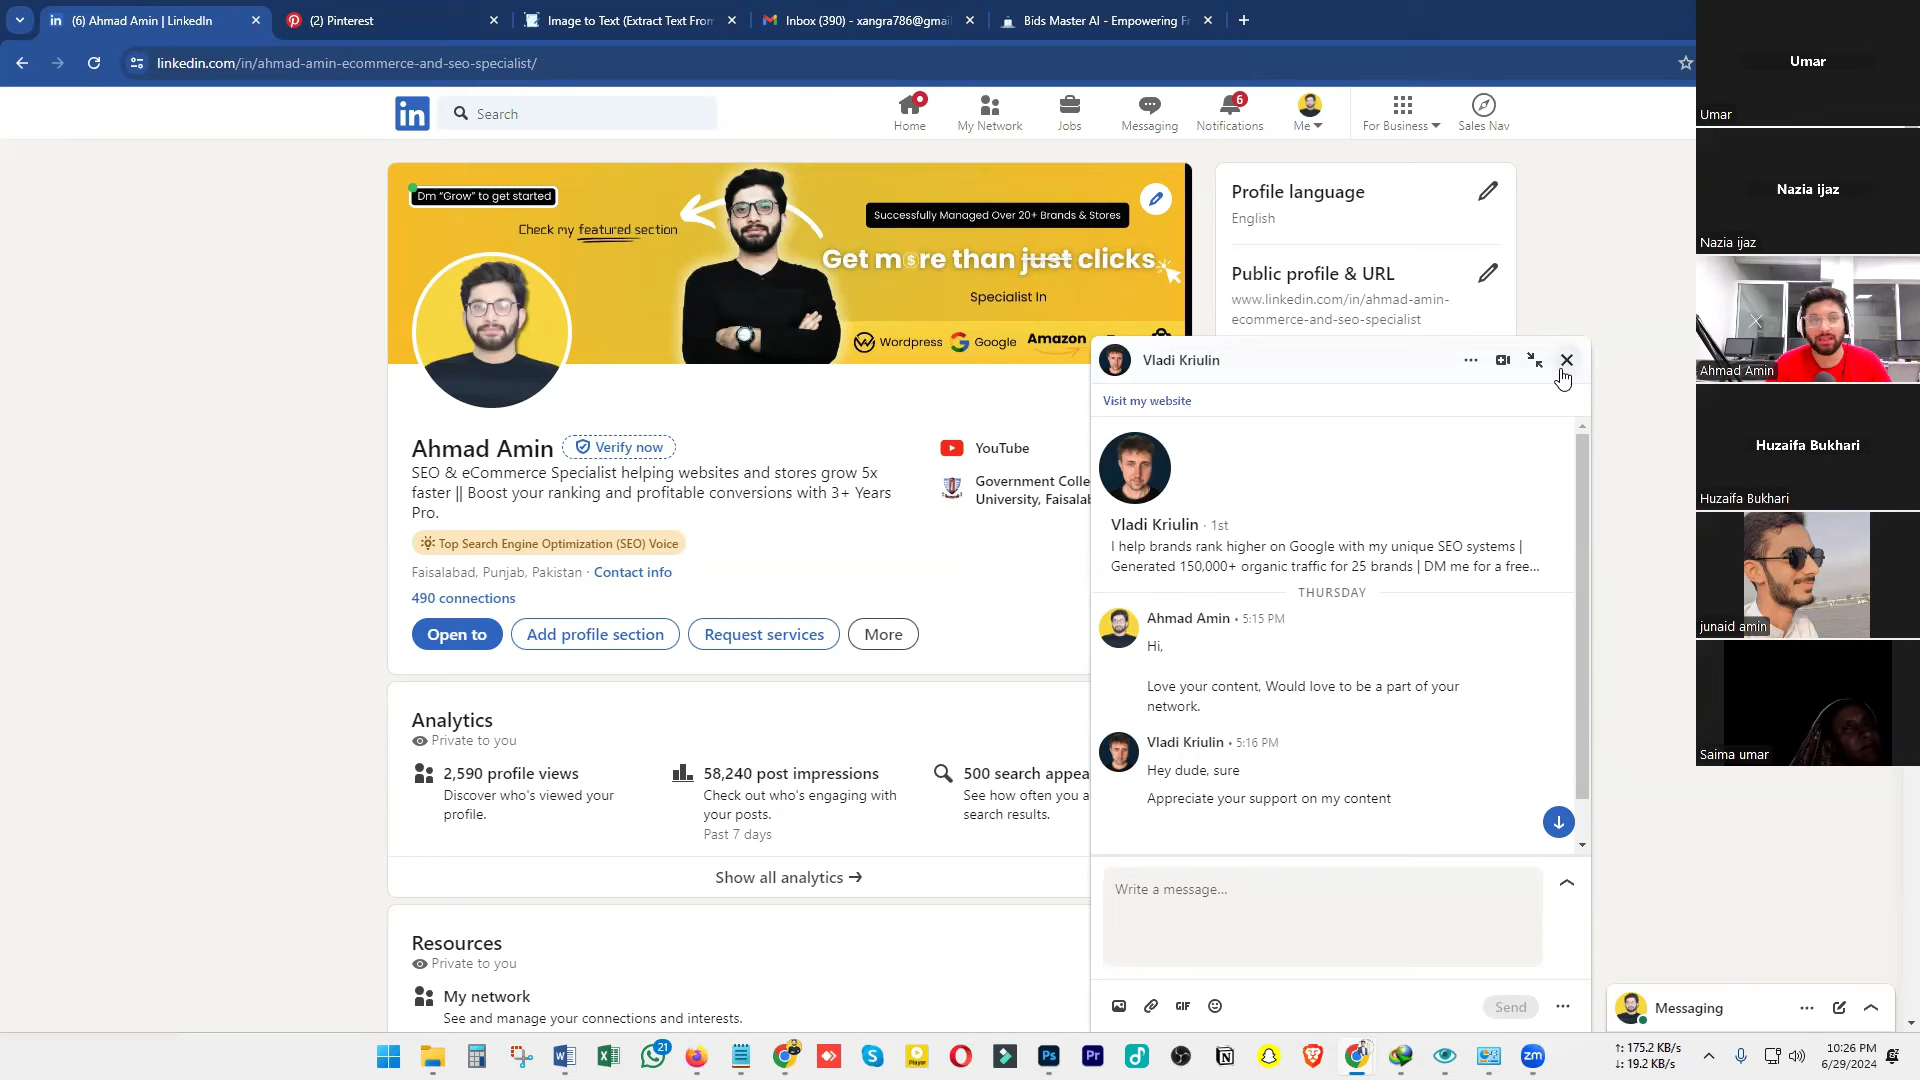 (6) Ahmad Amin | LinkedIn
(2) Pinterest
Image to Text (Extract Text From
Inbox (390) - xangra786@gmai
Bids Master AI - Empowering Fr
linkedin.com/in/ahmad-amin-ecommerce-and-seo-specialist/
in
Search
Home
My Network
Jobs
Messaging
6
Notifications
Me
For Business
Sales Nav
Dm “Grow” to get started
Check my featured section
Successfully Managed Over 20+ Brands & Stores
Get m$re than just clicks
Specialist In
Wordpress
Google
Amazon
Profile language
English
Public profile & URL
www.linkedin.com/in/ahmad-amin-
ecommerce-and-seo-specialist
Ahmad Amin
Verify now
SEO & eCommerce Specialist helping websites and stores grow 5x
faster || Boost your ranking and profitable conversions with 3+ Years
Pro.
Top Search Engine Optimization (SEO) Voice
Faisalabad, Punjab, Pakistan · Contact info
490 connections
Open to
Add profile section
Request services
More
YouTube
Government Colle
University, Faisalab
Analytics
Private to you
2,590 profile views
Discover who's viewed your
profile.
58,240 post impressions
Check out who's engaging with
your posts.
Past 7 days
500 search appea
See how often you a
search results.
Show all analytics
Resources
Private to you
My network
See and manage your connections and interests.
Vladi Kriulin
Visit my website
Vladi Kriulin · 1st
I help brands rank higher on Google with my unique SEO systems |
Generated 150,000+ organic traffic for 25 brands | DM me for a free...
THURSDAY
Ahmad Amin • 5:15 PM
Hi,
Love your content, Would love to be a part of your
network.
Vladi Kriulin • 5:16 PM
Hey dude, sure
Appreciate your support on my content
Write a message...
GIF
Send
Messaging
Umar
Umar
Nazia ijaz
Nazia ijaz
Ahmad Amin
Huzaifa Bukhari
Huzaifa Bukhari
junaid amin
Saima umar
21
Player
Ps
Pr
zm
↑: 175.2 KB/s
↓: 19.2 KB/s
10:26 PM
6/29/2024